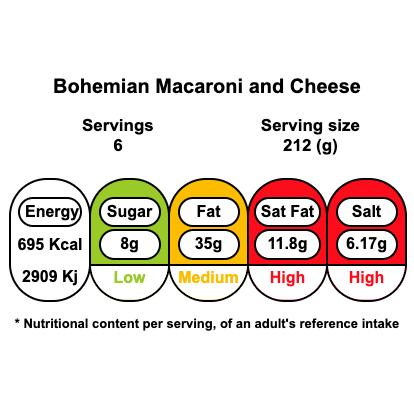 Bohemian Macaroni and Cheese
Servings Serving size
6 212 (g)
Energy Sugar Fat Sat Fat Salt
695 Kcal 8g 35g 11.8g 6.17g
2909 Kj Low Medium High High
* Nutritional content per serving, of an adult's reference intake